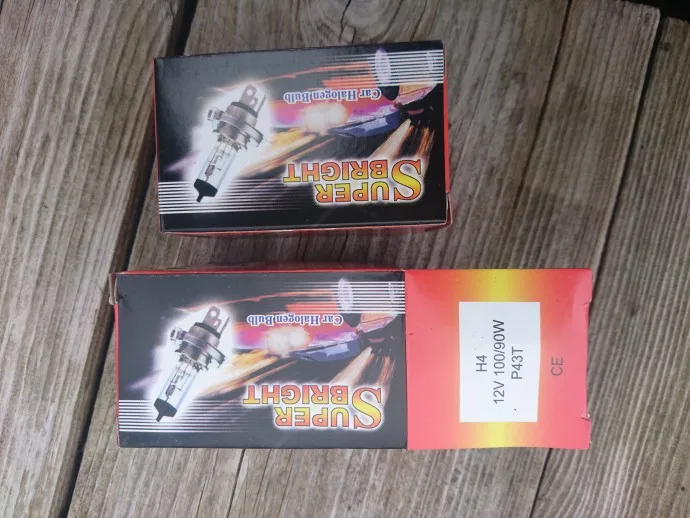 Car Halogen Bulb
SUPER
BRIGHT
Car Halogen Bulb
SUPER
BRIGHT
H4
12V 100/90W
P43T
CE